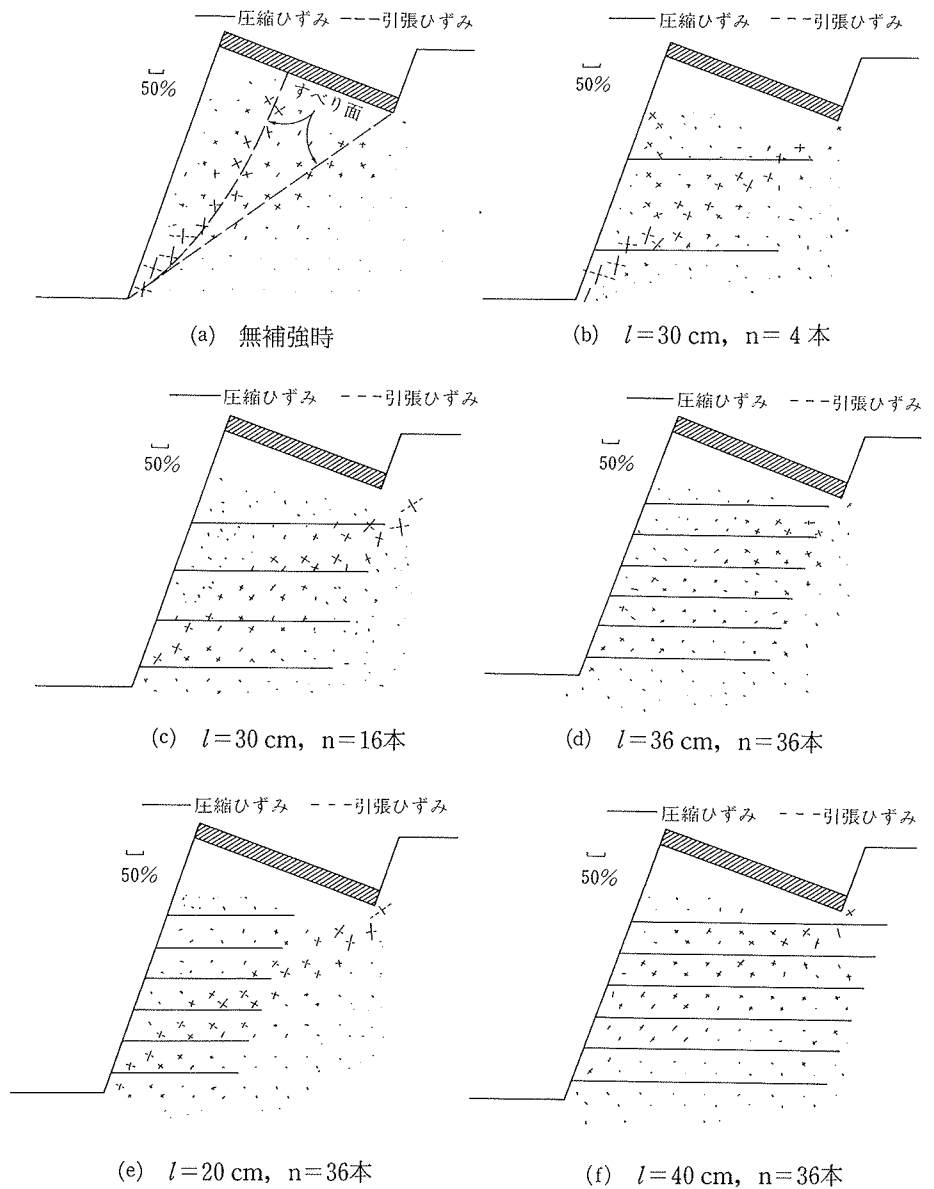 ——圧縮ひずみ ---引張ひずみ
50%
すべり面
(a) 無補強時
——圧縮ひずみ ---引張ひずみ
50%
(b) l=30 cm, n= 4 本
——圧縮ひずみ ---引張ひずみ
50%
(c) l=30 cm, n=16本
——圧縮ひずみ ---引張ひずみ
50%
(d) l=36 cm, n=36本
——圧縮ひずみ ---引張ひずみ
50%
(e) l=20 cm, n=36本
——圧縮ひずみ ---引張ひずみ
50%
(f) l=40 cm, n=36本